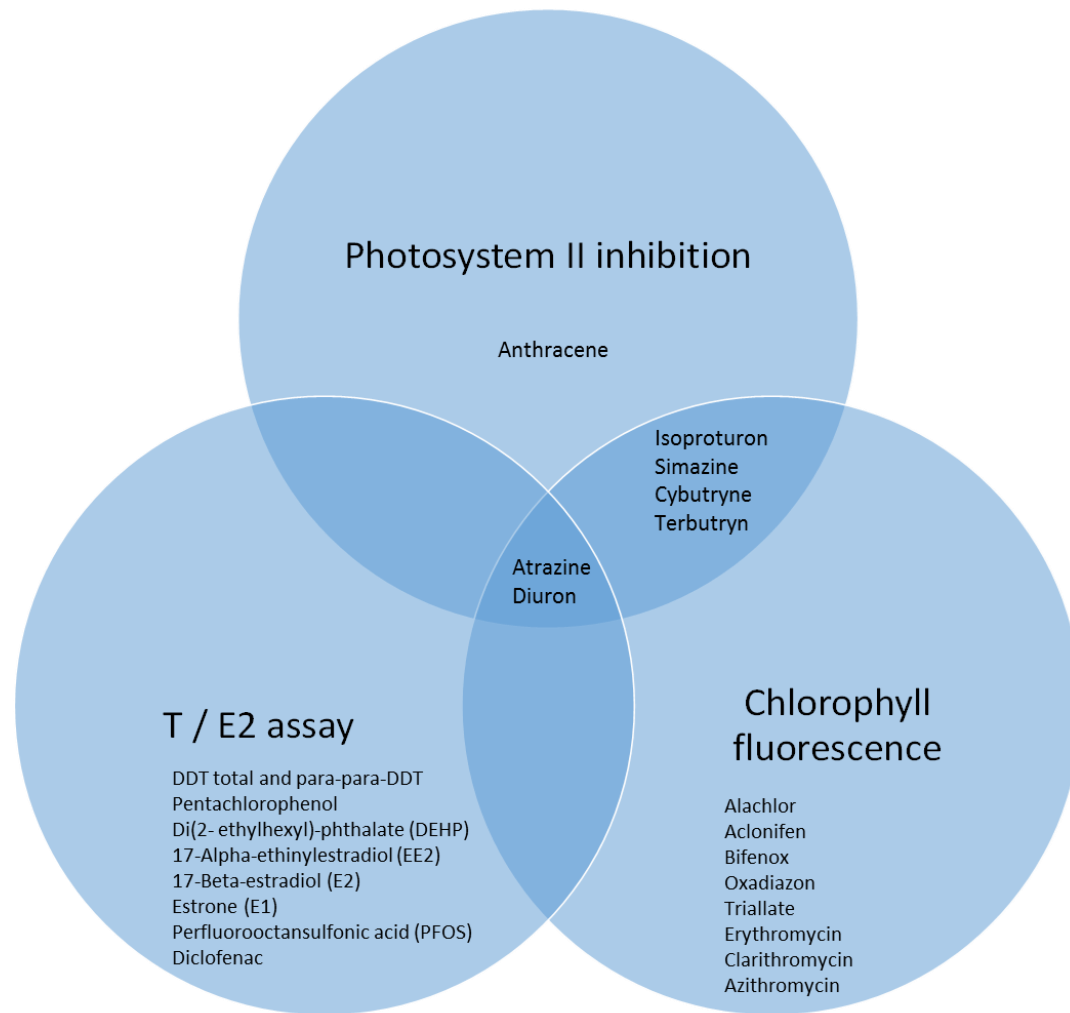 Photosystem II inhibition
Anthracene
Isoproturon
Simazine
Cybutryne
Terbutryn
Atrazine
Diuron
T / E2 assay
DDT total and para-para-DDT
Pentachlorophenol
Di(2- ethylhexyl)-phthalate (DEHP)
17-Alpha-ethinylestradiol (EE2)
17-Beta-estradiol (E2)
Estrone (E1)
Perfluorooctansulfonic acid (PFOS)
Diclofenac
Chlorophyll
fluorescence
Alachlor
Aclonifen
Bifenox
Oxadiazon
Triallate
Erythromycin
Clarithromycin
Azithromycin